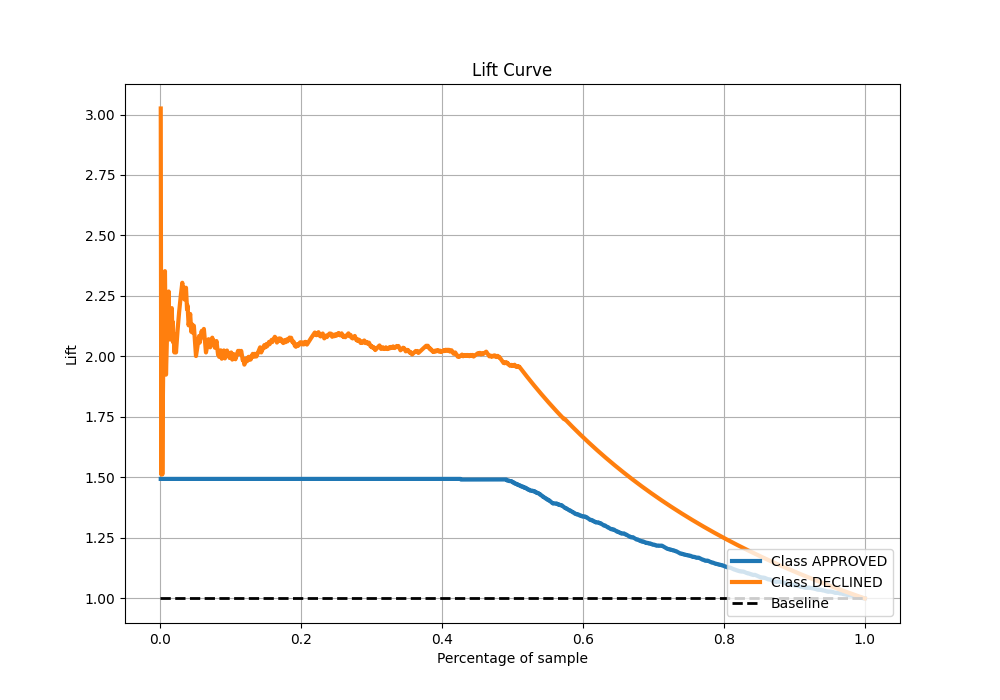 Lift Curve
3.00
2.75
2.50
2.25
2.00
1.75
1.50
1.25
1.00
Lift
0.0 0.2 0.4 0.6 0.8 1.0
Percentage of sample
Class APPROVED
Class DECLINED
Baseline